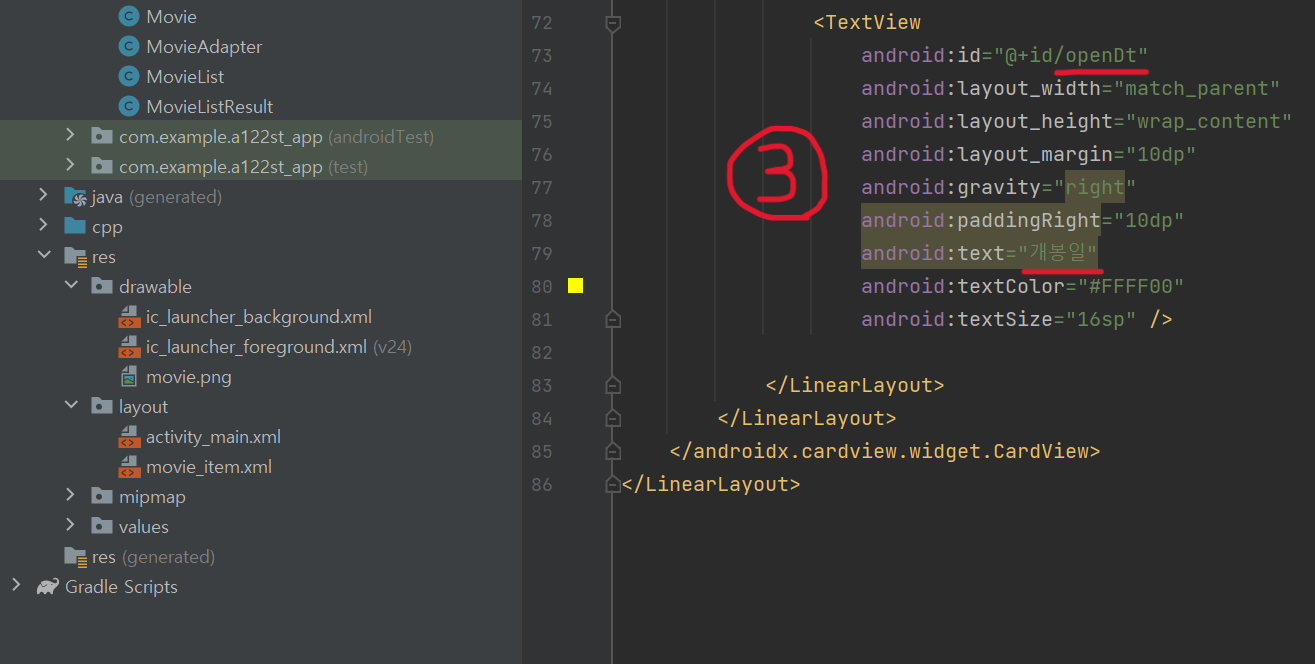 Movie
MovieAdapter
MovieList
MovieListResult
com.example.a122st_app (androidTest)
com.example.a122st_app (test)
java (generated)
cpp
res
drawable
ic_launcher_background.xml
ic_launcher_foreground.xml (v24)
movie.png
layout
activity_main.xml
movie_item.xml
mipmap
values
res (generated)
Gradle Scripts
72 <TextView
73 android:id="@+id/openDt"
74 android:layout_width="match_parent"
75 android:layout_height="wrap_content"
76 android:layout_margin="10dp"
77 android:gravity="right"
78 android:paddingRight="10dp"
79 android:text="개봉일"
80 android:textColor="#FFFF00"
81 android:textSize="16sp" />
82
83 </LinearLayout>
84 </LinearLayout>
85 </androidx.cardview.widget.CardView>
86 </LinearLayout>
3